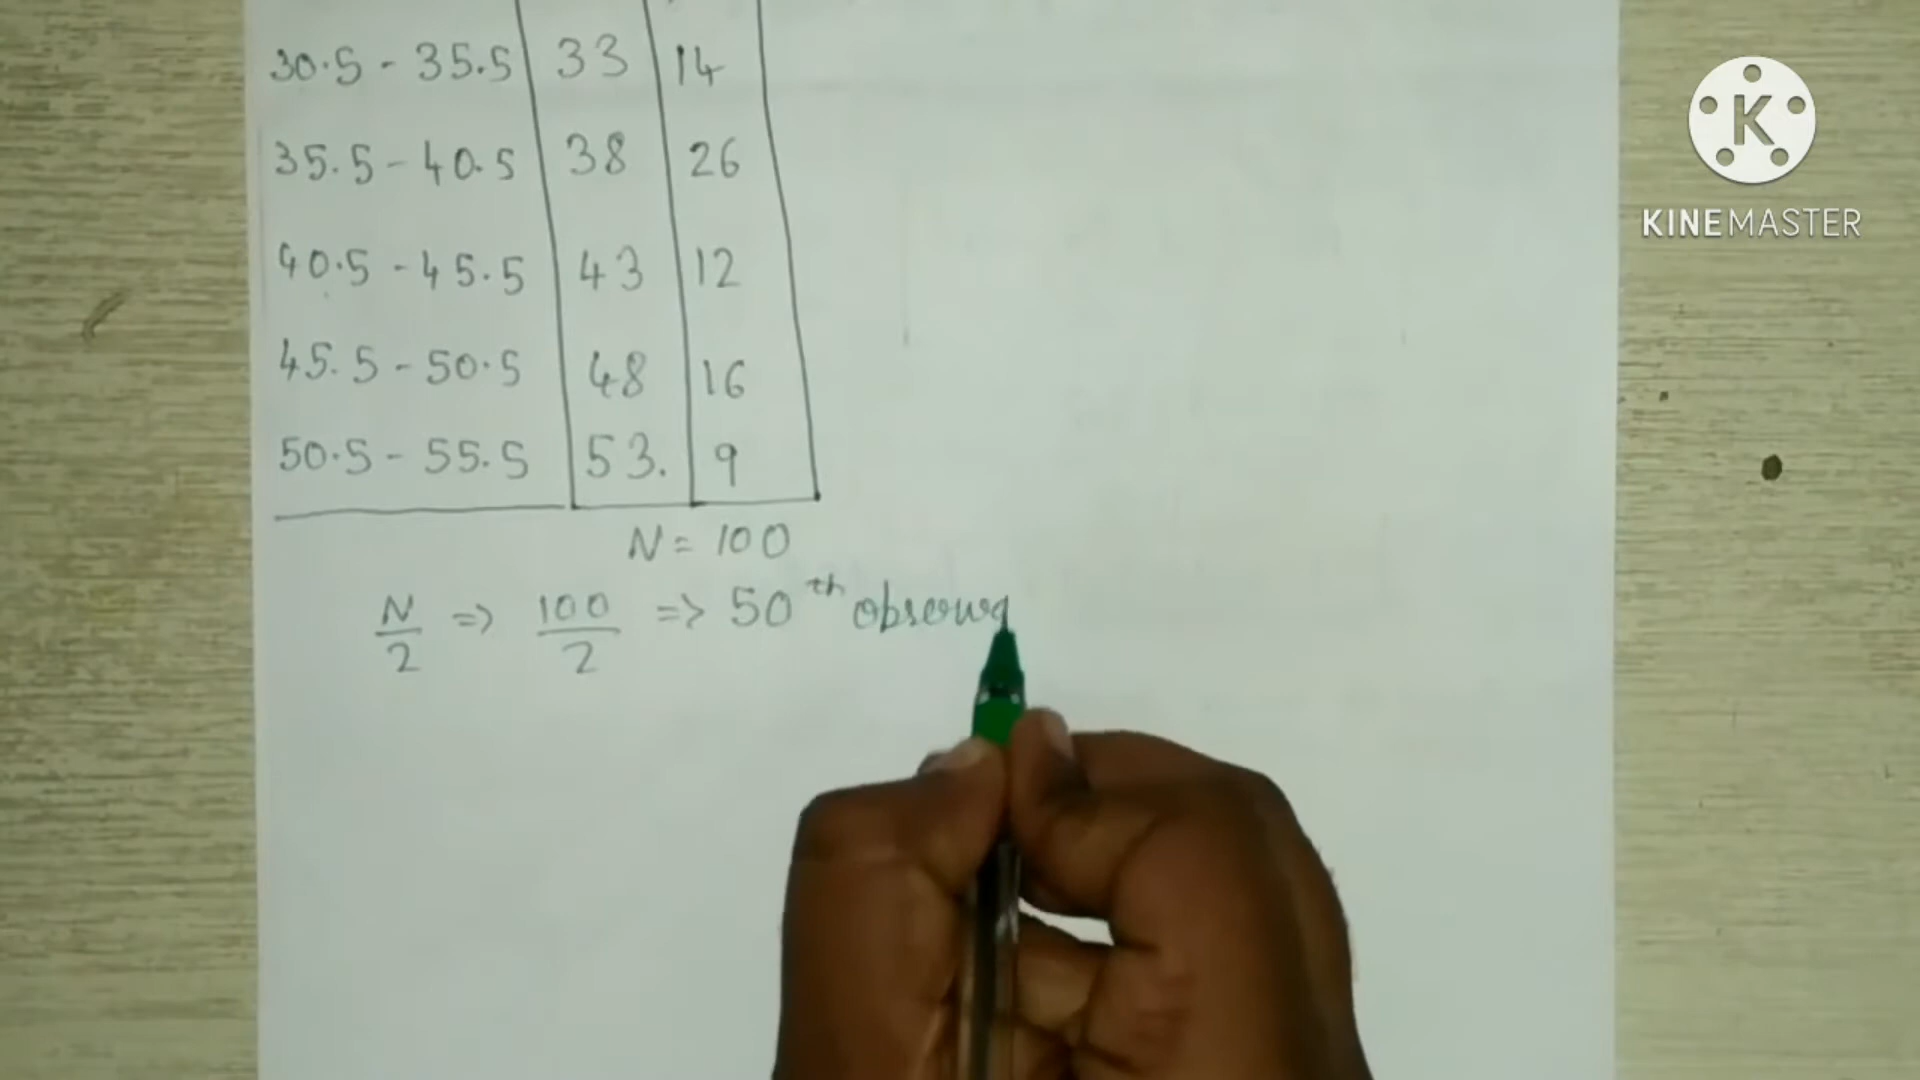 30.5 - 35.5 33 14
35.5 - 40.5 38 26
40.5 - 45.5 43 12
45.5 - 50.5 48 16
50.5 - 55.5 53. 9
N = 100
N/2 => 100/2 => 50th observa
K
KINEMASTER